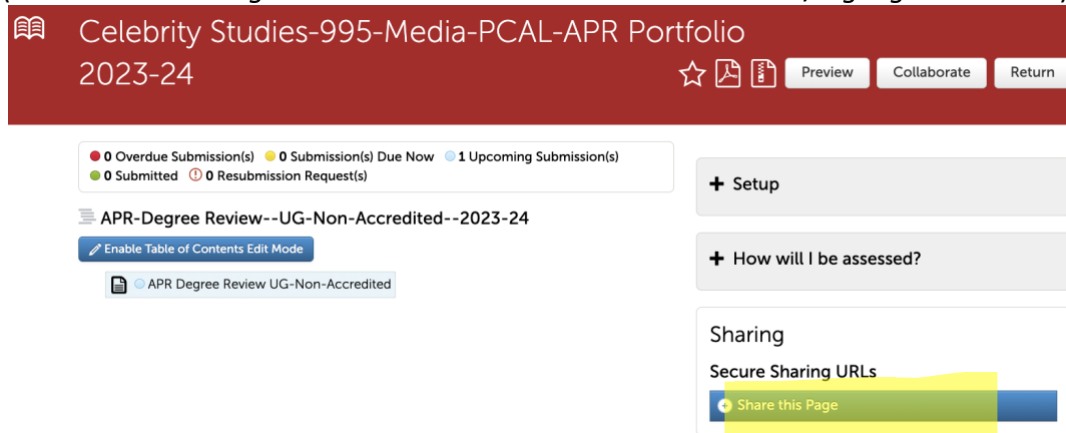 Celebrity Studies-995-Media-PCAL-APR Portfolio
2023-24
Preview
Collaborate
Return
0 Overdue Submission(s) 0 Submission(s) Due Now 1 Upcoming Submission(s)
0 Submitted 0 Resubmission Request(s)
APR-Degree Review--UG-Non-Accredited--2023-24
Enable Table of Contents Edit Mode
APR Degree Review UG-Non-Accredited
+ Setup
+ How will I be assessed?
Sharing
Secure Sharing URLs
Share this Page